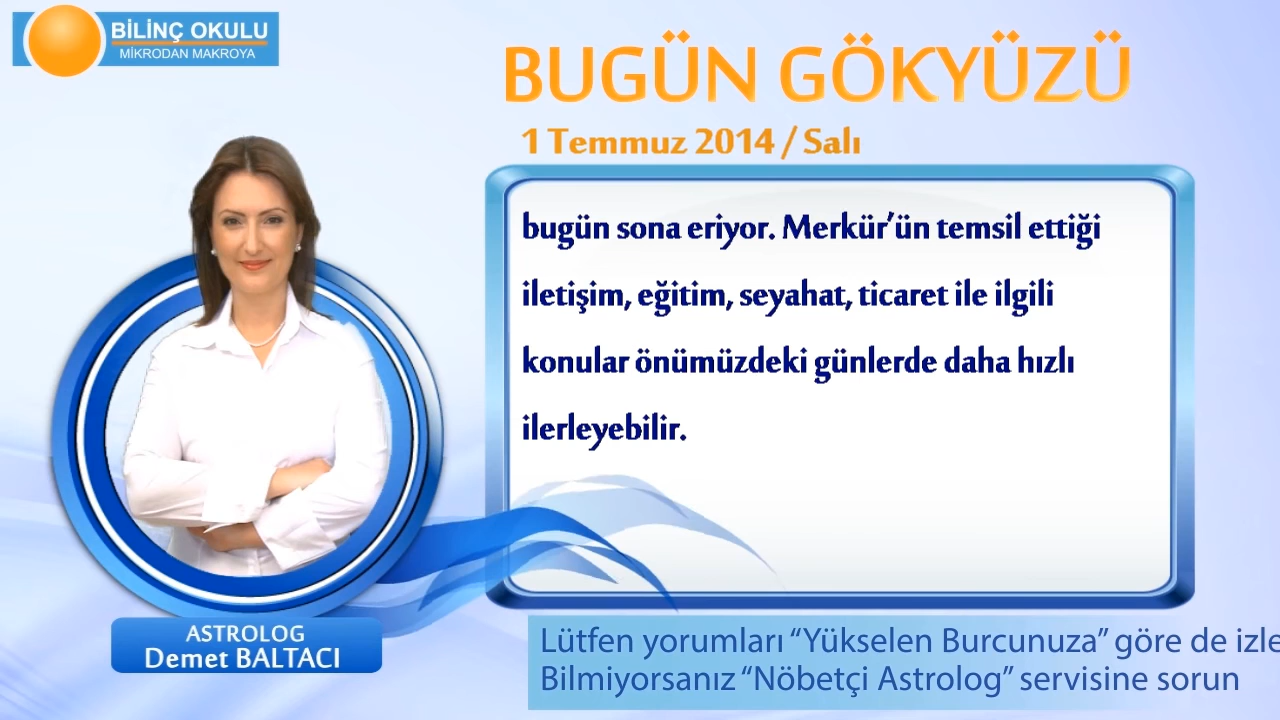 BİLİNÇ OKULU
MİKRODAN MAKROYA
BUGÜN GÖKYÜZÜ
1 Temmuz 2014 / Salı
bugün sona eriyor. Merkür'ün temsil ettiği
iletişim, eğitim, seyahat, ticaret ile ilgili
konular önümüzdeki günlerde daha hızlı
ilerleyebilir.
ASTROLOG
Demet BALTACI
Lütfen yorumları “Yükselen Burcunuza” göre de izle
Bilmiyorsanız “Nöbetçi Astrolog” servisine sorun